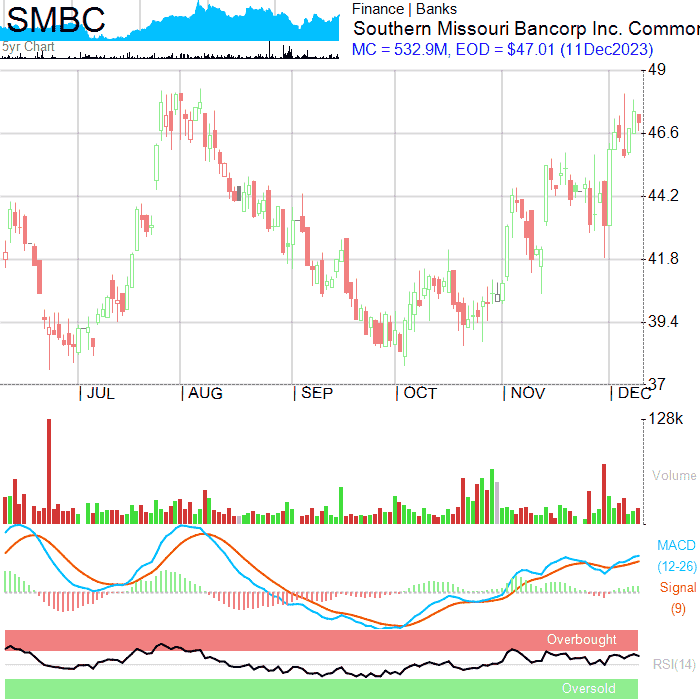 SMBC
5yr Chart
Finance | Banks
Southern Missouri Bancorp Inc. Common
MC = 532.9M, EOD = $47.01 (11Dec2023)
49
46.6
44.2
41.8
39.4
37
| JUL | AUG | SEP | OCT | NOV | DEC
128k
Volume
MACD
(12-26)
Signal
(9)
Overbought
RSI(14)
Oversold